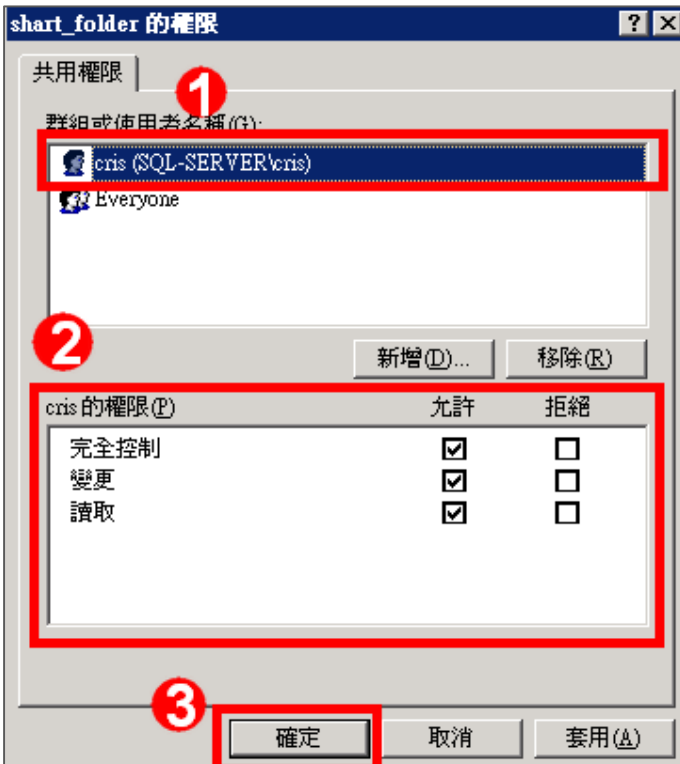 shart_folder 的權限
共用權限
1
群組或使用者名稱(G):
cris (SQL-SERVER\cris)
Everyone
2
新增(D)... 移除(R)
cris 的權限(P) 允許 拒絕
完全控制
變更
讀取
3
確定 取消 套用(A)